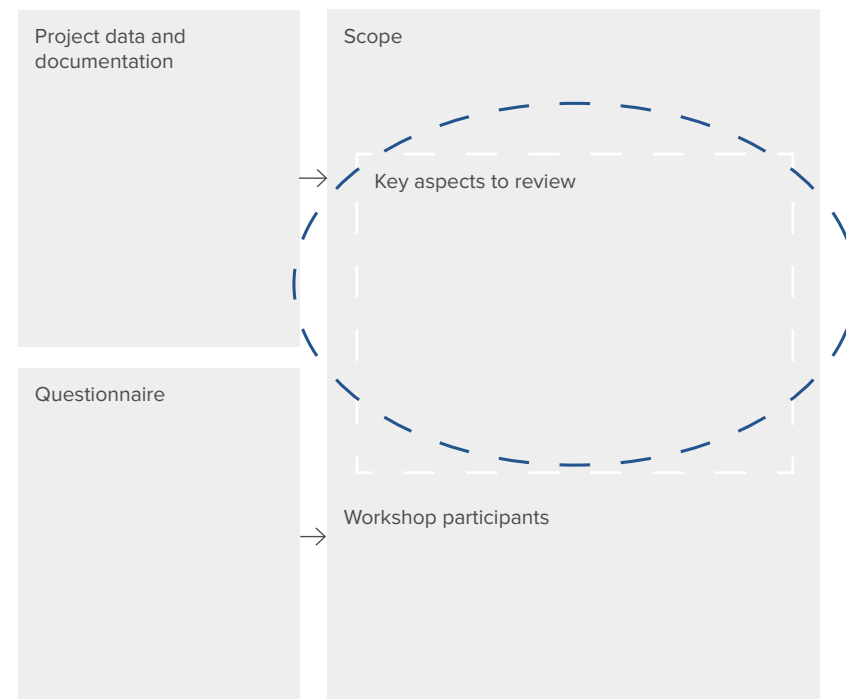 Project data and
documentation
Scope
Key aspects to review
Questionnaire
Workshop participants